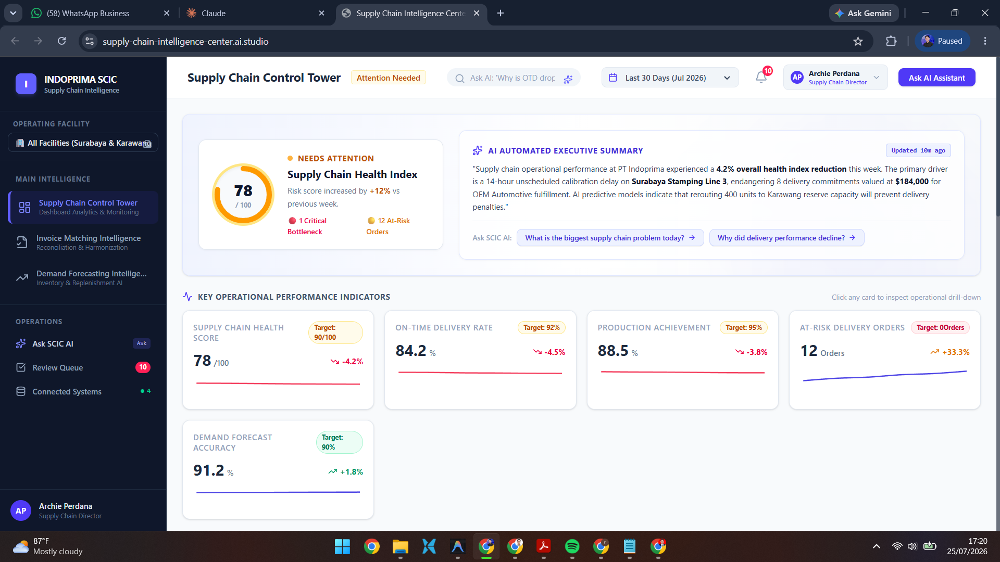 (58) WhatsApp Business
Claude
Supply Chain Intelligence Cente
Ask Gemini
supply-chain-intelligence-center.ai.studio
Paused
I
INDOPRIMA SCIC
Supply Chain Intelligence
OPERATING FACILITY
All Facilities (Surabaya & Karawang
MAIN INTELLIGENCE
Supply Chain Control Tower
Dashboard Analytics & Monitoring
Invoice Matching Intelligence
Reconciliation & Harmonization
Demand Forecasting Intellige...
Inventory & Replenishment AI
OPERATIONS
Ask SCIC AI
Ask
Review Queue
10
Connected Systems
4
AP
Archie Perdana
Supply Chain Director
Supply Chain Control Tower
Attention Needed
Ask AI: 'Why is OTD drop
Last 30 Days (Jul 2026)
10
AP
Archie Perdana
Supply Chain Director
Ask AI Assistant
78
/ 100
NEEDS ATTENTION
Supply Chain Health Index
Risk score increased by +12% vs
previous week.
1 Critical
Bottleneck
12 At-Risk
Orders
AI AUTOMATED EXECUTIVE SUMMARY
Updated 10m ago
"Supply chain operational performance at PT Indoprima experienced a 4.2% overall health index reduction this week. The primary driver
is a 14-hour unscheduled calibration delay on Surabaya Stamping Line 3, endangering 8 delivery commitments valued at $184,000 for
OEM Automotive fulfillment. AI predictive models indicate that rerouting 400 units to Karawang reserve capacity will prevent delivery
penalties."
Ask SCIC AI:
What is the biggest supply chain problem today?
Why did delivery performance decline?
KEY OPERATIONAL PERFORMANCE INDICATORS
Click any card to inspect operational drill-down
SUPPLY CHAIN HEALTH
SCORE
Target:
90/100
78 /100
-4.2%
ON-TIME DELIVERY RATE
Target: 92%
84.2 %
-4.5%
PRODUCTION ACHIEVEMENT
Target: 95%
88.5 %
-3.8%
AT-RISK DELIVERY ORDERS
Target: 0Orders
12 Orders
+33.3%
DEMAND FORECAST
ACCURACY
Target:
90%
91.2 %
+1.8%
87°F
Mostly cloudy
17:20
25/07/2026